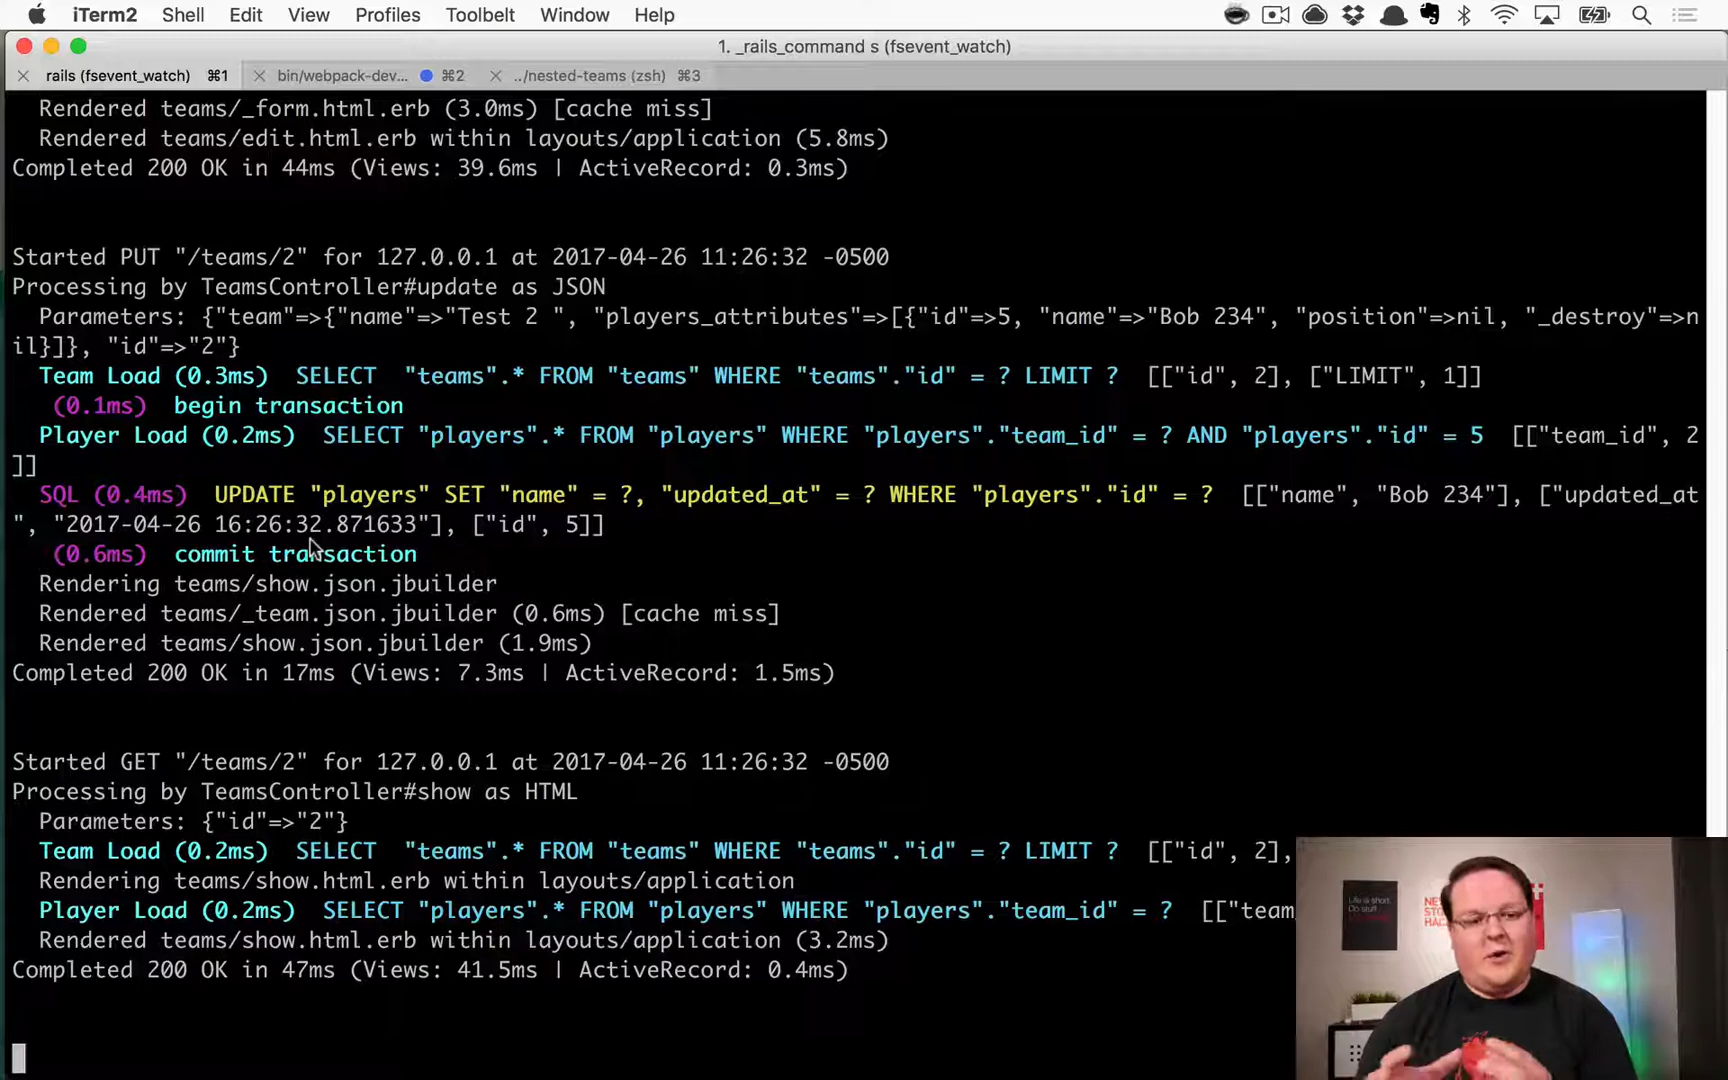 iTerm2 Shell Edit View Profiles Toolbelt Window Help
1. _rails_command s (fsevent_watch)
rails (fsevent_watch) ⌘1 bin/webpack-dev... ⌘2 ../nested-teams (zsh) ⌘3
Rendered teams/_form.html.erb (3.0ms) [cache miss]
Rendered teams/edit.html.erb within layouts/application (5.8ms)
Completed 200 OK in 44ms (Views: 39.6ms | ActiveRecord: 0.3ms)
Started PUT "/teams/2" for 127.0.0.1 at 2017-04-26 11:26:32 -0500
Processing by TeamsController#update as JSON
Parameters: {"team"=>{"name"=>"Test 2 ", "players_attributes"=>[{"id"=>5, "name"=>"Bob 234", "position"=>nil, "_destroy"=>n
il}]}, "id"=>"2"}
Team Load (0.3ms) SELECT "teams".* FROM "teams" WHERE "teams"."id" = ? LIMIT ? [["id", 2], ["LIMIT", 1]]
(0.1ms) begin transaction
Player Load (0.2ms) SELECT "players".* FROM "players" WHERE "players"."team_id" = ? AND "players"."id" = 5 [["team_id", 2
]]
SQL (0.4ms) UPDATE "players" SET "name" = ?, "updated_at" = ? WHERE "players"."id" = ? [["name", "Bob 234"], ["updated_at
", "2017-04-26 16:26:32.871633"], ["id", 5]]
(0.6ms) commit transaction
Rendering teams/show.json.jbuilder
Rendered teams/_team.json.jbuilder (0.6ms) [cache miss]
Rendered teams/show.json.jbuilder (1.9ms)
Completed 200 OK in 17ms (Views: 7.3ms | ActiveRecord: 1.5ms)
Started GET "/teams/2" for 127.0.0.1 at 2017-04-26 11:26:32 -0500
Processing by TeamsController#show as HTML
Parameters: {"id"=>"2"}
Team Load (0.2ms) SELECT "teams".* FROM "teams" WHERE "teams"."id" = ? LIMIT ? [["id", 2],
Rendering teams/show.html.erb within layouts/application
Player Load (0.2ms) SELECT "players".* FROM "players" WHERE "players"."team_id" = ? [["team
Rendered teams/show.html.erb within layouts/application (3.2ms)
Completed 200 OK in 47ms (Views: 41.5ms | ActiveRecord: 0.4ms)
Life is short.
Do stuff